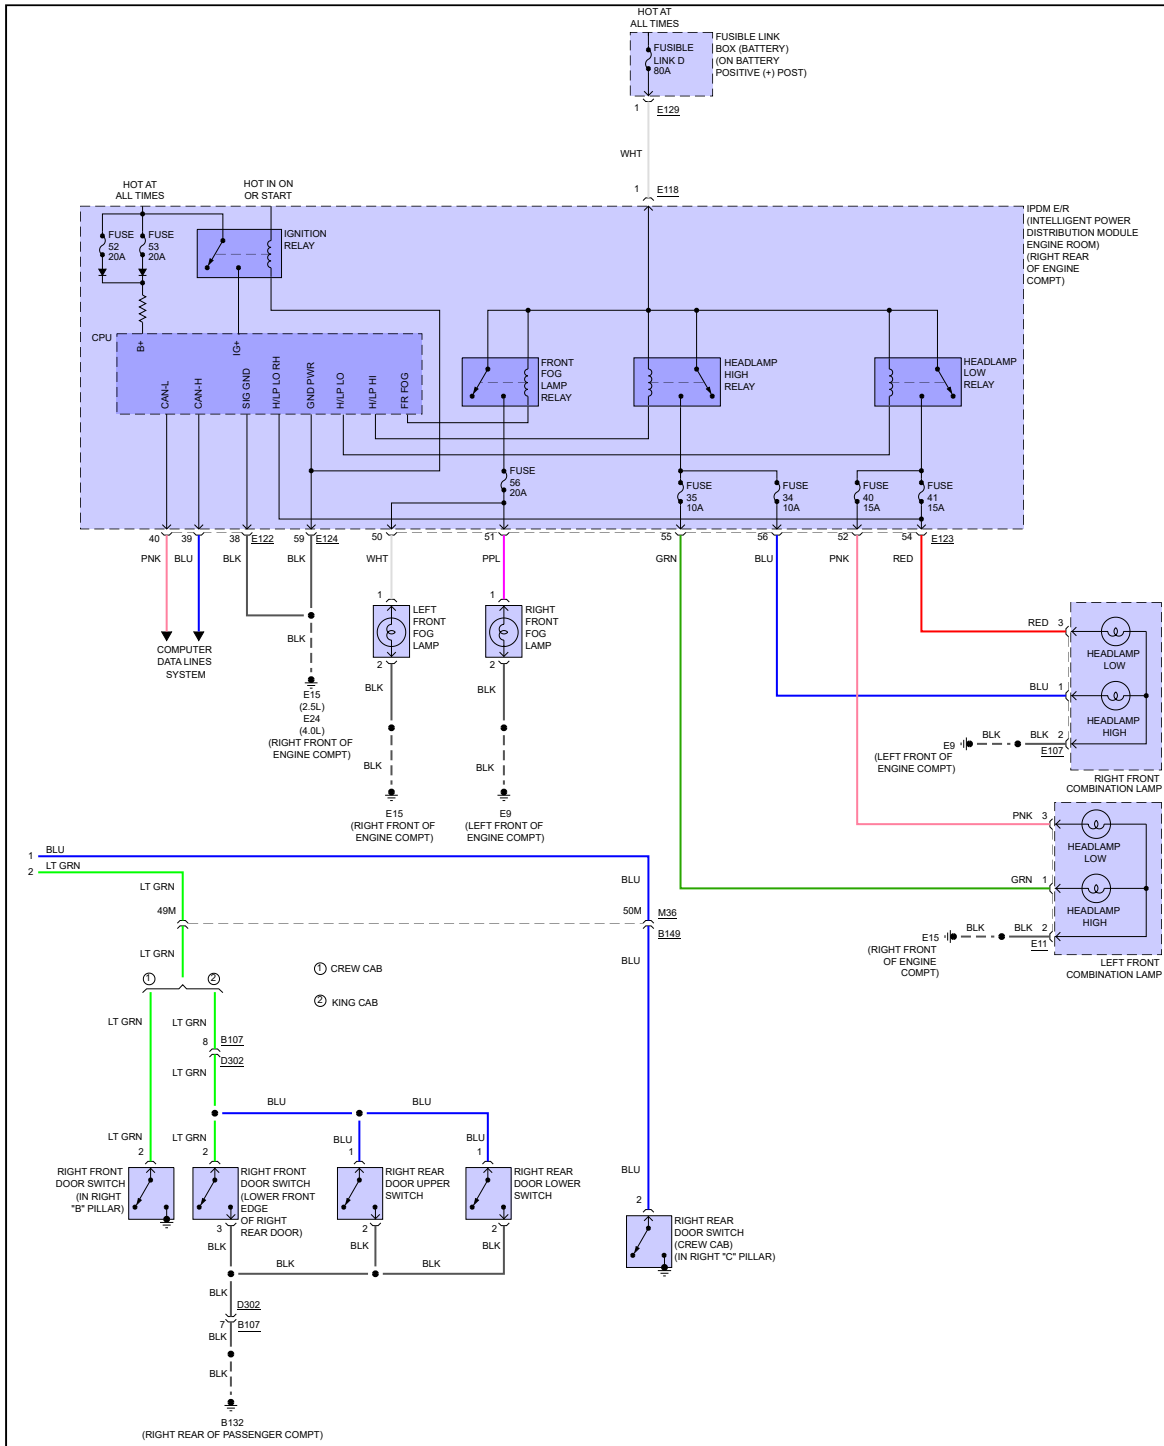 HOT AT
ALL TIMES
FUSIBLE
LINK D
80A
FUSIBLE LINK
BOX (BATTERY)
(ON BATTERY
POSITIVE (+) POST)
1 E129
WHT
1 E118
HOT AT
ALL TIMES
HOT IN ON
OR START
IPDM E/R
(INTELLIGENT POWER
DISTRIBUTION MODULE
ENGINE ROOM)
(RIGHT REAR
OF ENGINE
COMPT)
FUSE
52
20A
FUSE
53
20A
IGNITION
RELAY
CPU
B+
IG+
CAN-L
CAN-H
SIG GND
H/LP LO RH
GND PWR
H/LP LO
H/LP HI
FR FOG
FRONT
FOG
LAMP
RELAY
HEADLAMP
HIGH
RELAY
HEADLAMP
LOW
RELAY
FUSE
56
20A
FUSE
35
10A
FUSE
34
10A
FUSE
40
15A
FUSE
41
15A
40 39 38 E122 59 E124 50 51 55 56 52 54 E123
PNK BLU BLK BLK WHT PPL GRN BLU PNK RED
BLK
COMPUTER
DATA LINES
SYSTEM
E15
(2.5L)
E24
(4.0L)
(RIGHT FRONT OF
ENGINE COMPT)
1
LEFT
FRONT
FOG
LAMP
2
BLK
BLK
E15
(RIGHT FRONT OF
ENGINE COMPT)
1
RIGHT
FRONT
FOG
LAMP
2
BLK
BLK
E9
(LEFT FRONT OF
ENGINE COMPT)
RED 3
HEADLAMP
LOW
BLU 1
HEADLAMP
HIGH
BLK BLK 2
E9
(LEFT FRONT OF
ENGINE COMPT)
E107
RIGHT FRONT
COMBINATION LAMP
PNK 3
HEADLAMP
LOW
GRN 1
HEADLAMP
HIGH
BLK BLK 2
E15
(RIGHT FRONT
OF ENGINE
COMPT)
E11
LEFT FRONT
COMBINATION LAMP
1 BLU
2 LT GRN
LT GRN
BLU
49M
50M M36
B149
LT GRN
BLU
1 CREW CAB
2 KING CAB
1
2
LT GRN
LT GRN
8 B107
D302
LT GRN
BLU
BLU
LT GRN
LT GRN
BLU
BLU
BLU
2
2
1
1
2
RIGHT FRONT
DOOR SWITCH
(IN RIGHT
"B" PILLAR)
RIGHT FRONT
DOOR SWITCH
(LOWER FRONT
EDGE
OF RIGHT
REAR DOOR)
RIGHT REAR
DOOR UPPER
SWITCH
RIGHT REAR
DOOR LOWER
SWITCH
RIGHT REAR
DOOR SWITCH
(CREW CAB)
(IN RIGHT "C" PILLAR)
3
2
2
BLK
BLK
BLK
BLK
BLK
BLK
D302
7 B107
BLK
BLK
B132
(RIGHT REAR OF PASSENGER COMPT)